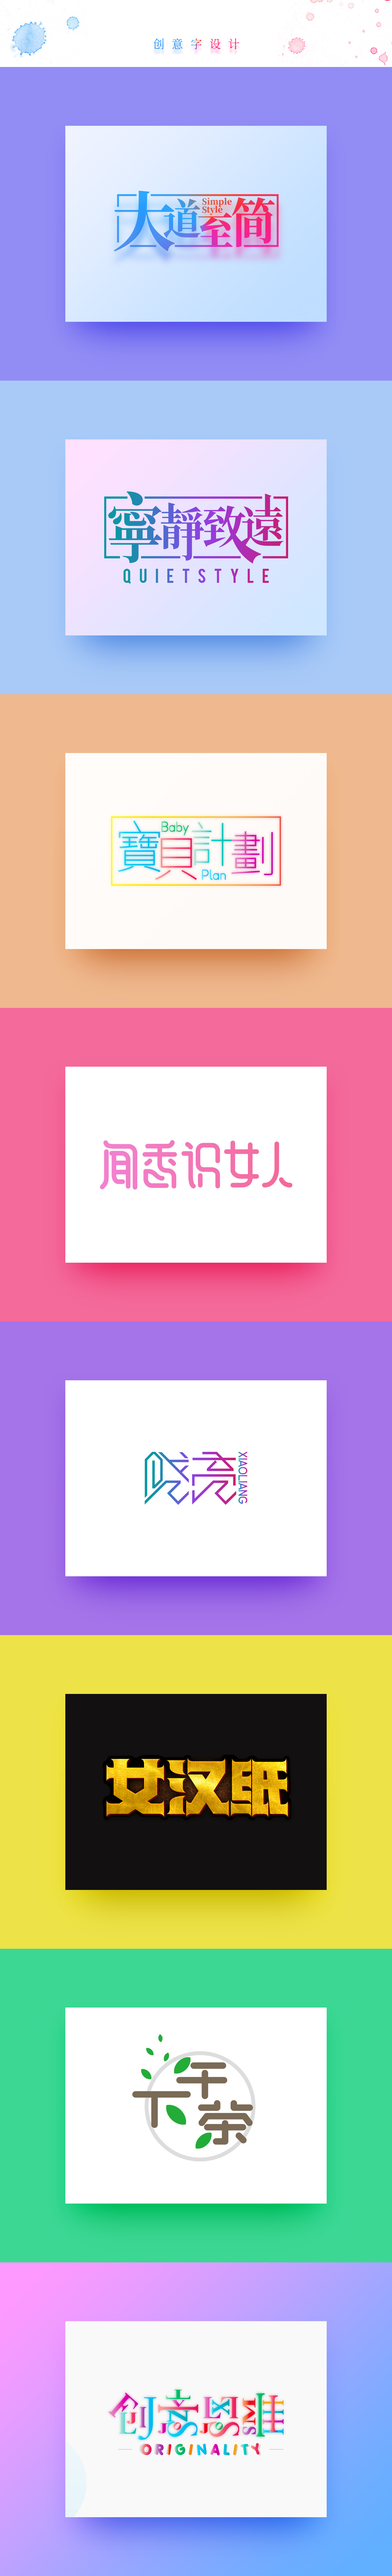 创意字设计
大道至简
Simple
Style
寧靜致遠
QUIETSTYLE
寶貝計劃
Baby
Plan
闻香识女人
晓亮
XIAOLIANG
女汉纸
下午茶
创意思维
ORIGINALITY